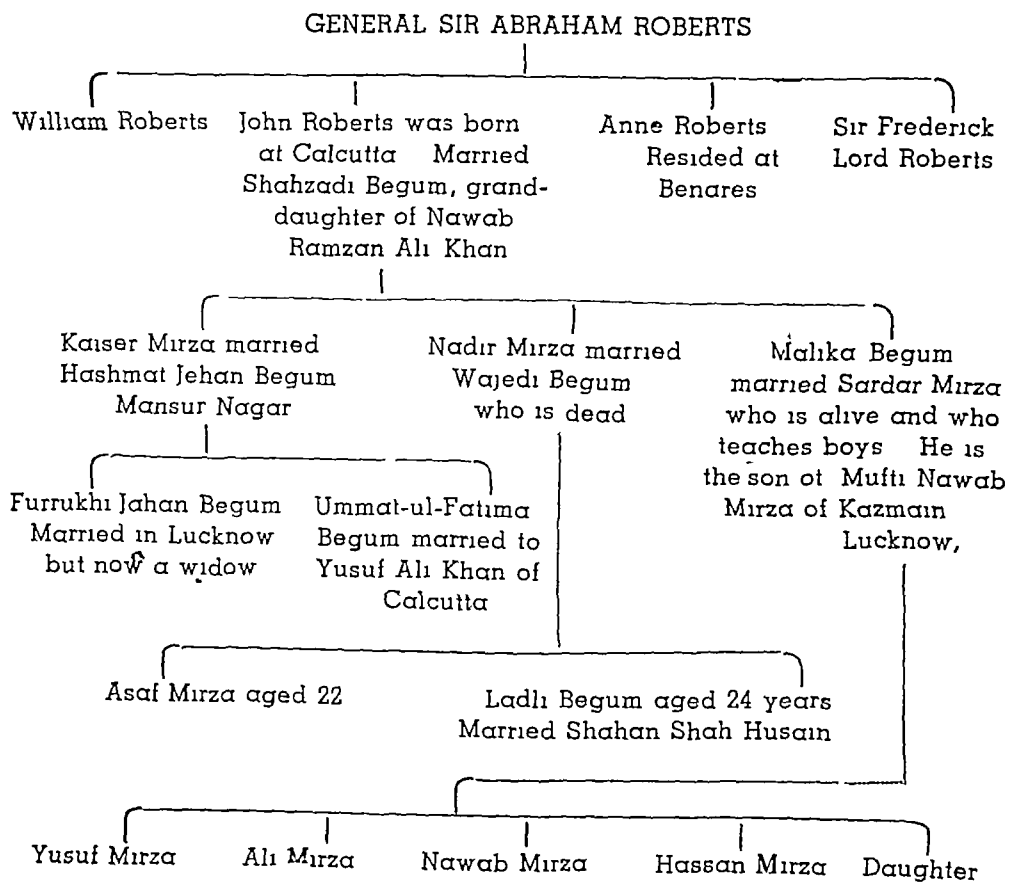 GENERAL SIR ABRAHAM ROBERTS
William Roberts
John Roberts was born
at Calcutta Married
Shahzadi Begum, grand-
daughter of Nawab
Ramzan Ali Khan
Anne Roberts
Resided at
Benares
Sir Frederick
Lord Roberts
Kaiser Mirza married
Hashmat Jehan Begum
Mansur Nagar
Nadir Mirza married
Wajedi Begum
who is dead
Malika Begum
married Sardar Mirza
who is alive and who
teaches boys He is
the son of Mufti Nawab
Mirza of Kazmain
Lucknow,
Furrukhi Jahan Begum
Married in Lucknow
but now a widow
Ummat-ul-Fatima
Begum married to
Yusuf Ali Khan of
Calcutta
Asaf Mirza aged 22
Ladli Begum aged 24 years
Married Shahan Shah Husain
Yusuf Mirza
Ali Mirza
Nawab Mirza
Hassan Mirza
Daughter